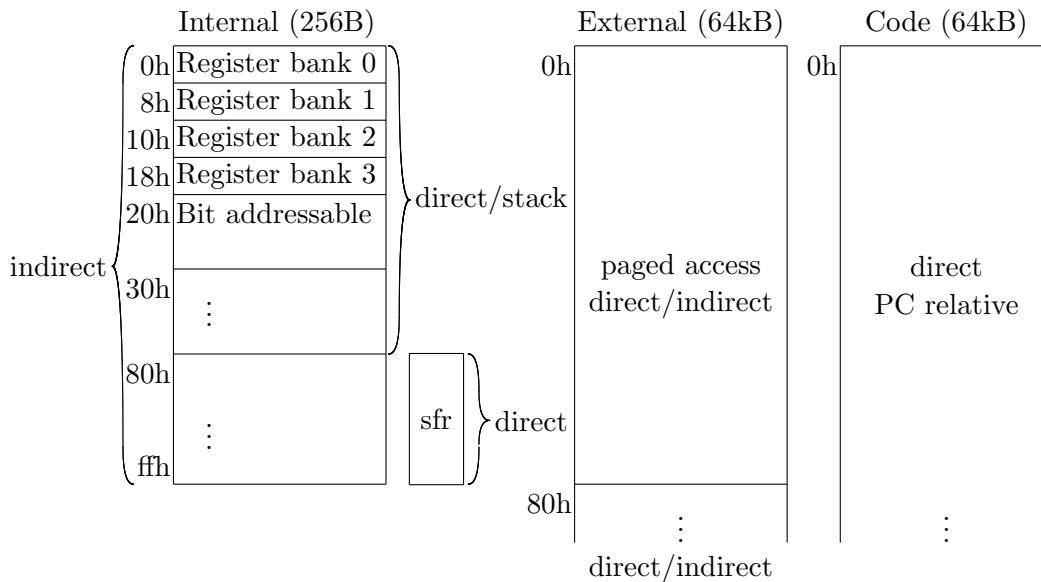 Internal (256B)
External (64kB)
Code (64kB)
0h
Register bank 0
8h
Register bank 1
10h
Register bank 2
18h
Register bank 3
20h
Bit addressable
30h
⋮
80h
⋮
ffh
indirect
direct/stack
sfr
direct
0h
paged access
direct/indirect
80h
⋮
direct/indirect
0h
direct
PC relative
⋮